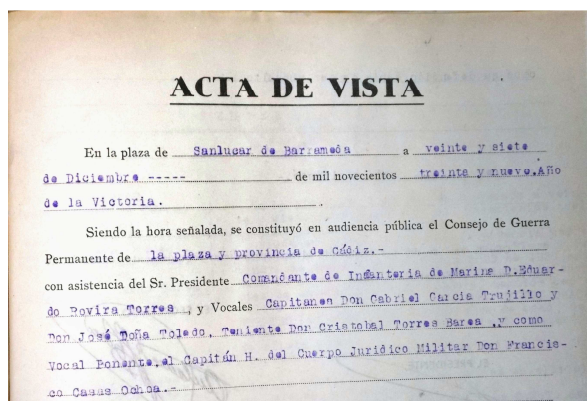 ACTA DE VISTA
En la plaza de Sanlucar de Barrameda a veinte y siete
de Diciembre ----- de mil novecientos treinta y nueve.Año
de la Victoria.
Siendo la hora señalada, se constituyó en audiencia pública el Consejo de Guerra
Permanente de la plaza y provincia de Cádiz.-
con asistencia del Sr. Presidente Comandante de Infanteria de Marina D.Eduar-
do Rovira Torres , y Vocales Capitanes Don Gabriel Garcia Trujillo y
Don José Doña Toledo, Teniente Don Cristobal Torres Barea ,y como
Vocal Ponente,el Capitán H. del Cuerpo Juridico Militar Don Francis-
co Casas Ochoa.-